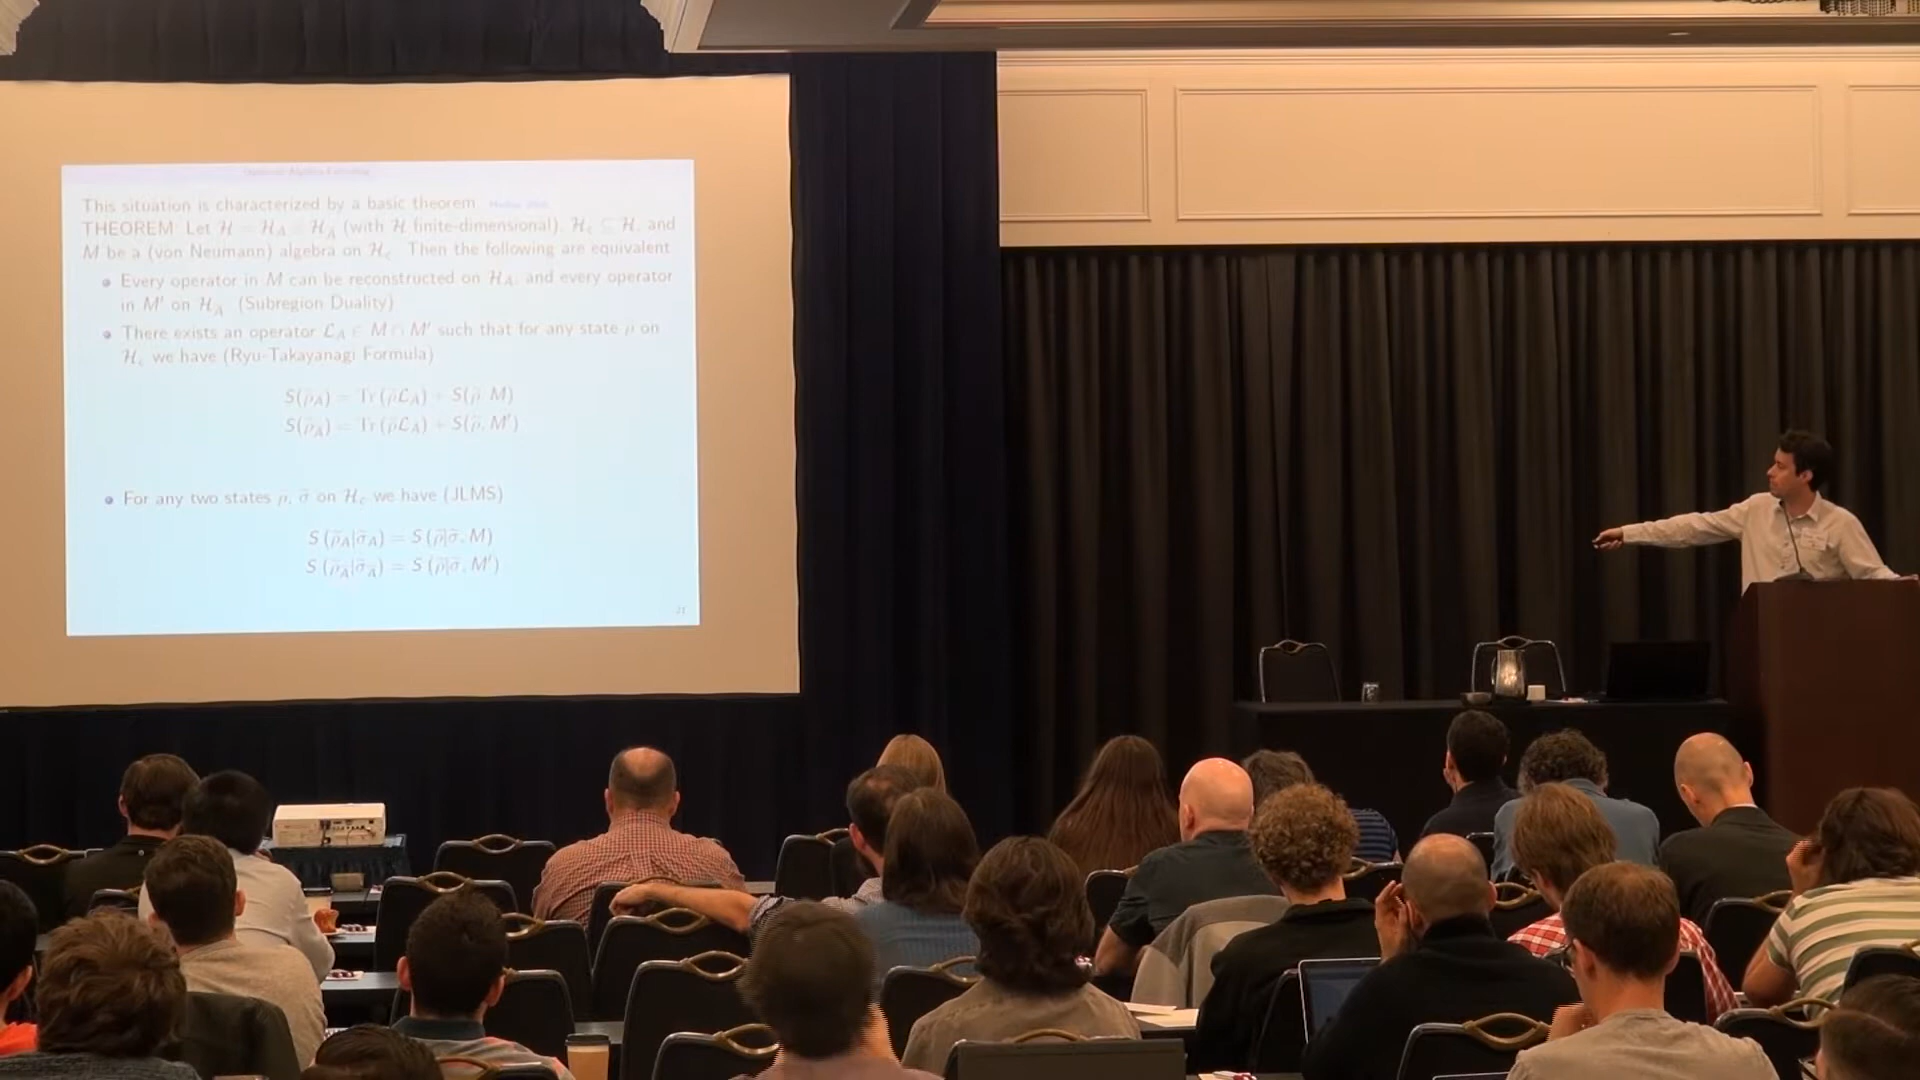 Operator Algebra
This situation is characterized by a basic theorem
THEOREM: Let ℋ = ℋ_A ⊗ ℋ_Ā (with ℋ finite-dimensional), ℋ_c ⊆ ℋ, and
M be a (von Neumann) algebra on ℋ_c. Then the following are equivalent
• Every operator in M can be reconstructed on ℋ_A, and every operator
in M′ on ℋ_Ā (Subregion Duality)
• There exists an operator ℒ_A ∈ M ∩ M′ such that for any state ρ̃ on
ℋ_c we have (Ryu-Takayanagi Formula)
S(ρ̃_A) = Tr(ρ̃ℒ_A) + S(ρ̃, M)
S(ρ̃_Ā) = Tr(ρ̃ℒ_A) + S(ρ̃, M′)
• For any two states ρ̃, σ̃ on ℋ_c we have (JLMS)
S(ρ̃_A|σ̃_A) = S(ρ̃|σ̃, M)
S(ρ̃_Ā|σ̃_Ā) = S(ρ̃|σ̃, M′)
21